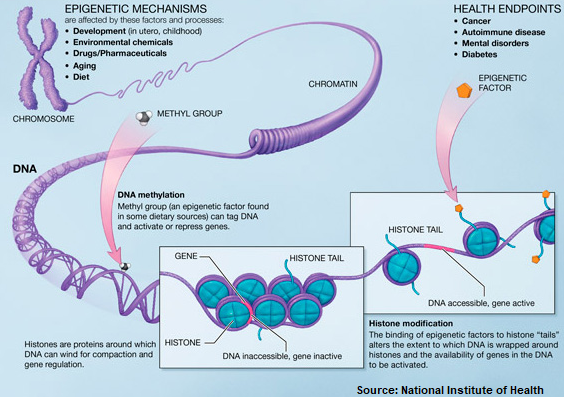 EPIGENETIC MECHANISMS
are affected by these factors and processes:
• Development (in utero, childhood)
• Environmental chemicals
• Drugs/Pharmaceuticals
• Aging
• Diet
HEALTH ENDPOINTS
• Cancer
• Autoimmune disease
• Mental disorders
• Diabetes
EPIGENETIC
FACTOR
CHROMATIN
CHROMOSOME
METHYL GROUP
DNA
DNA methylation
Methyl group (an epigenetic factor found
in some dietary sources) can tag DNA
and activate or repress genes.
GENE
HISTONE TAIL
HISTONE TAIL
DNA accessible, gene active
HISTONE
DNA inaccessible, gene inactive
Histones are proteins around which
DNA can wind for compaction and
gene regulation.
Histone modification
The binding of epigenetic factors to histone “tails”
alters the extent to which DNA is wrapped around
histones and the availability of genes in the DNA
to be activated.
Source: National Institute of Health